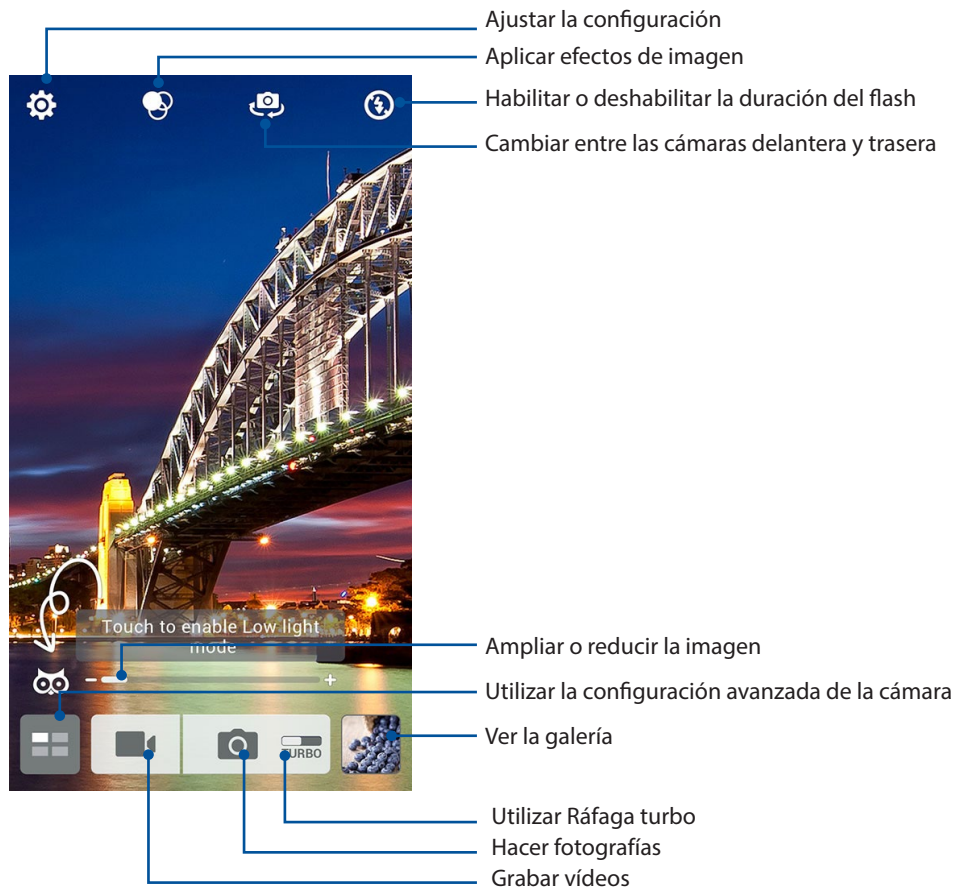 Ajustar la configuración
Aplicar efectos de imagen
Habilitar o deshabilitar la duración del flash
Cambiar entre las cámaras delantera y trasera
Touch to enable Low light
mode
Ampliar o reducir la imagen
Utilizar la configuración avanzada de la cámara
Ver la galería
TURBO
Utilizar Ráfaga turbo
Hacer fotografías
Grabar vídeos